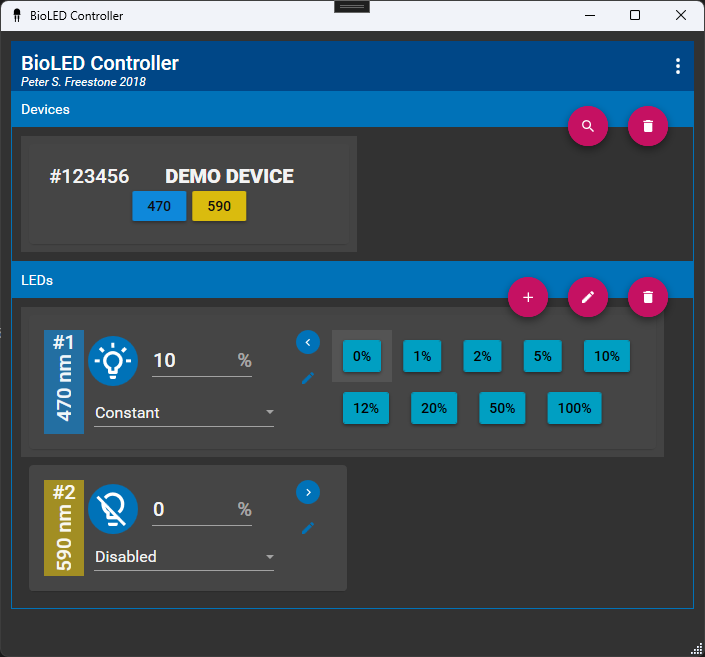 BioLED Controller
BioLED Controller
Peter S. Freestone 2018
Devices
#123456 DEMO DEVICE
470 590
LEDs
#1
470 nm
10 %
Constant
0% 1% 2% 5% 10%
12% 20% 50% 100%
#2
590 nm
0 %
Disabled